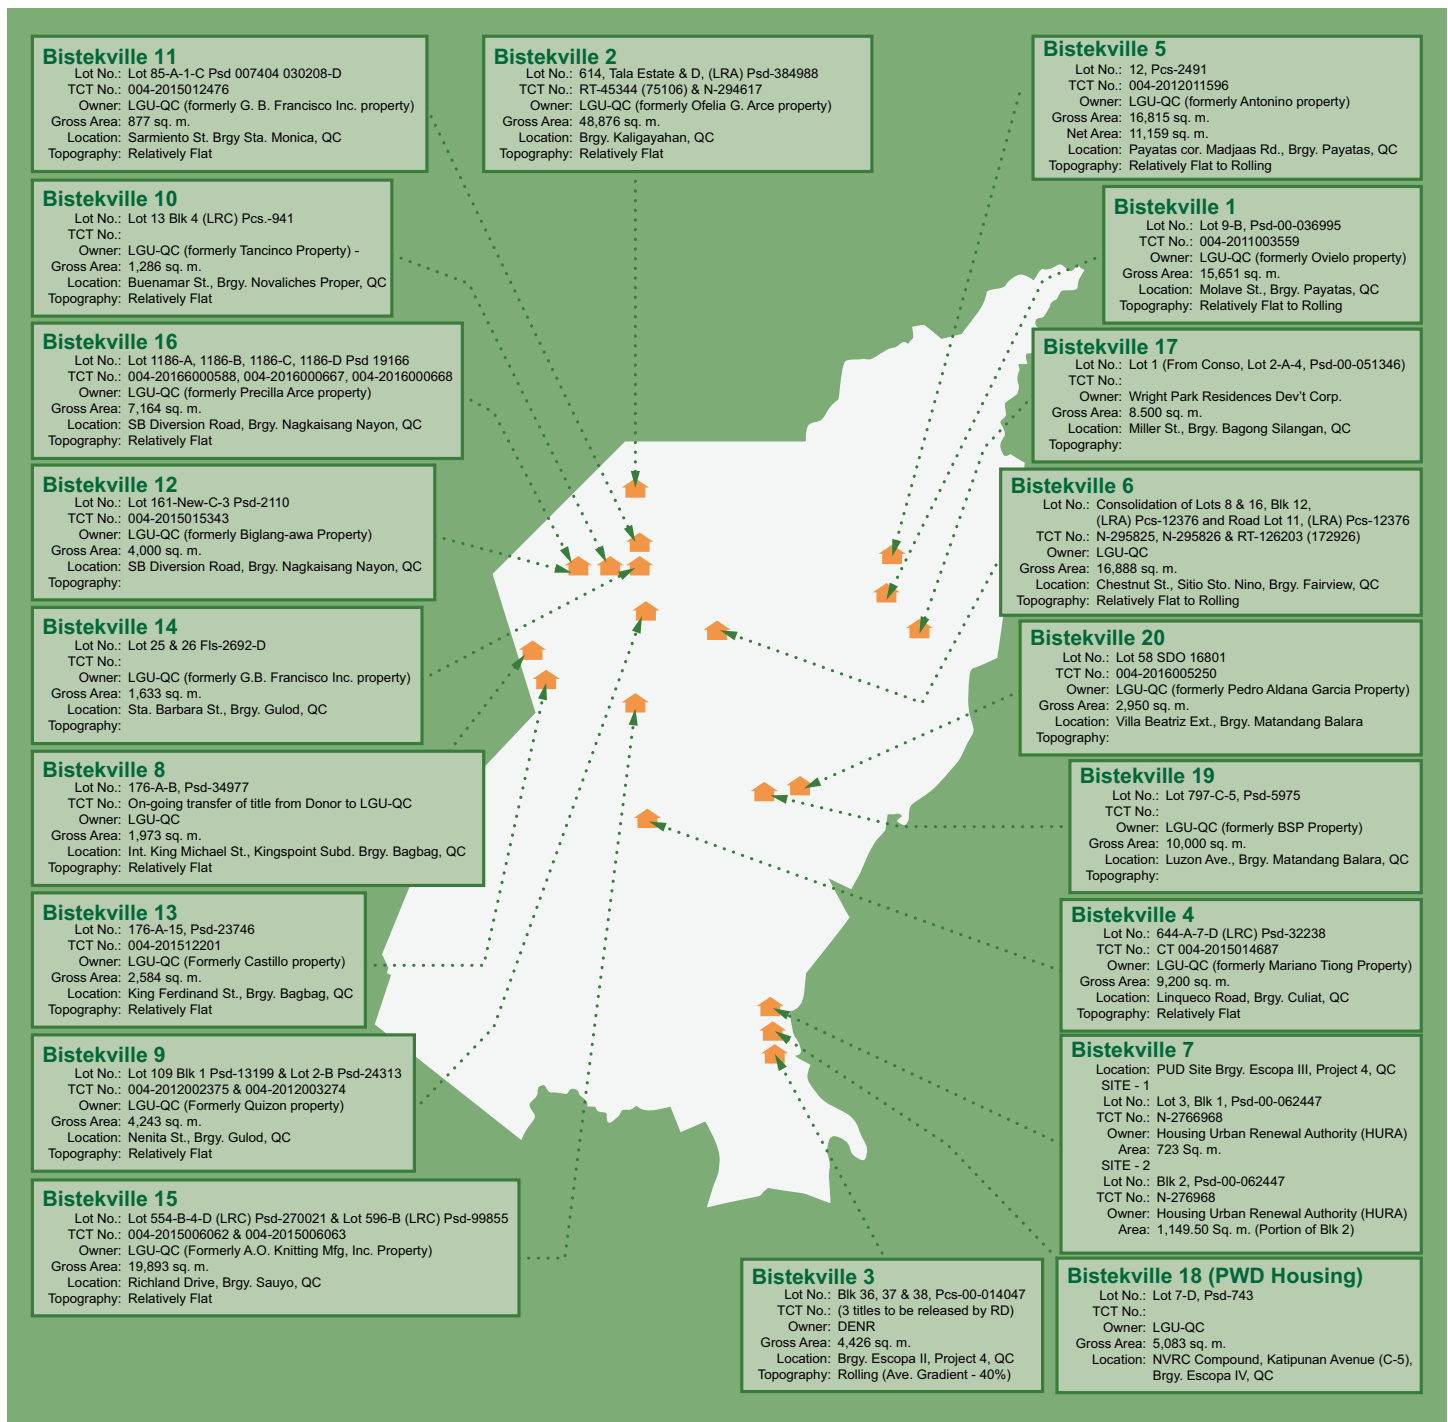 Bistekville 11
Lot No.: Lot 85-A-1-C Psd 007404 030208-D
TCT No.: 004-2015012476
Owner: LGU-QC (formerly G. B. Francisco Inc. property)
Gross Area: 877 sq. m.
Location: Sarmiento St. Brgy Sta. Monica, QC
Topography: Relatively Flat
Bistekville 10
Lot No.: Lot 13 Blk 4 (LRC) Pcs.-941
TCT No.:
Owner: LGU-QC (formerly Tancinco Property) -
Gross Area: 1,286 sq. m.
Location: Buenamar St., Brgy. Novaliches Proper, QC
Topography: Relatively Flat
Bistekville 16
Lot No.: Lot 1186-A, 1186-B, 1186-C, 1186-D Psd 19166
TCT No.: 004-20166000588, 004-2016000667, 004-2016000668
Owner: LGU-QC (formerly Precilla Arce property)
Gross Area: 7,164 sq. m.
Location: SB Diversion Road, Brgy. Nagkaisang Nayon, QC
Topography: Relatively Flat
Bistekville 12
Lot No.: Lot 161-New-C-3 Psd-2110
TCT No.: 004-2015015343
Owner: LGU-QC (formerly Biglang-awa Property)
Gross Area: 4,000 sq. m.
Location: SB Diversion Road, Brgy. Nagkaisang Nayon, QC
Topography:
Bistekville 14
Lot No.: Lot 25 & 26 Fls-2692-D
TCT No.:
Owner: LGU-QC (formerly G.B. Francisco Inc. property)
Gross Area: 1,633 sq. m.
Location: Sta. Barbara St., Brgy. Gulod, QC
Topography:
Bistekville 8
Lot No.: 176-A-B, Psd-34977
TCT No.: On-going transfer of title from Donor to LGU-QC
Owner: LGU-QC
Gross Area: 1,973 sq. m.
Location: Int. King Michael St., Kingspoint Subd. Brgy. Bagbag, QC
Topography: Relatively Flat
Bistekville 13
Lot No.: 176-A-15, Psd-23746
TCT No.: 004-201512201
Owner: LGU-QC (Formerly Castillo property)
Gross Area: 2,584 sq. m.
Location: King Ferdinand St., Brgy. Bagbag, QC
Topography: Relatively Flat
Bistekville 9
Lot No.: Lot 109 Blk 1 Psd-13199 & Lot 2-B Psd-24313
TCT No.: 004-2012002375 & 004-2012003274
Owner: LGU-QC (Formerly Quizon property)
Gross Area: 4,243 sq. m.
Location: Nenita St., Brgy. Gulod, QC
Topography: Relatively Flat
Bistekville 15
Lot No.: Lot 554-B-4-D (LRC) Psd-270021 & Lot 596-B (LRC) Psd-99855
TCT No.: 004-2015006062 & 004-2015006063
Owner: LGU-QC (Formerly A.O. Knitting Mfg, Inc. Property)
Gross Area: 19,893 sq. m.
Location: Richland Drive, Brgy. Sauyo, QC
Topography: Relatively Flat
Bistekville 2
Lot No.: 614, Tala Estate & D, (LRA) Psd-384988
TCT No.: RT-45344 (75106) & N-294617
Owner: LGU-QC (formerly Ofelia G. Arce property)
Gross Area: 48,876 sq. m.
Location: Brgy. Kaligayahan, QC
Topography: Relatively Flat
Bistekville 5
Lot No.: 12, Pcs-2491
TCT No.: 004-2012011596
Owner: LGU-QC (formerly Antonino property)
Gross Area: 16,815 sq. m.
Net Area: 11,159 sq. m.
Location: Payatas cor. Madjaas Rd., Brgy. Payatas, QC
Topography: Relatively Flat to Rolling
Bistekville 1
Lot No.: Lot 9-B, Psd-00-036995
TCT No.: 004-2011003559
Owner: LGU-QC (formerly Ovielo property)
Gross Area: 15,651 sq. m.
Location: Molave St., Brgy. Payatas, QC
Topography: Relatively Flat to Rolling
Bistekville 17
Lot No.: Lot 1 (From Conso, Lot 2-A-4, Psd-00-051346)
TCT No.:
Owner: Wright Park Residences Dev't Corp.
Gross Area: 8.500 sq. m.
Location: Miller St., Brgy. Bagong Silangan, QC
Topography:
Bistekville 6
Lot No.: Consolidation of Lots 8 & 16, Blk 12,
(LRA) Pcs-12376 and Road Lot 11, (LRA) Pcs-12376
TCT No.: N-295825, N-295826 & RT-126203 (172926)
Owner: LGU-QC
Gross Area: 16,888 sq. m.
Location: Chestnut St., Sitio Sto. Nino, Brgy. Fairview, QC
Topography: Relatively Flat to Rolling
Bistekville 20
Lot No.: Lot 58 SDO 16801
TCT No.: 004-2016005250
Owner: LGU-QC (formerly Pedro Aldana Garcia Property)
Gross Area: 2,950 sq. m.
Location: Villa Beatriz Ext., Brgy. Matandang Balara
Topography:
Bistekville 19
Lot No.: Lot 797-C-5, Psd-5975
TCT No.:
Owner: LGU-QC (formerly BSP Property)
Gross Area: 10,000 sq. m.
Location: Luzon Ave., Brgy. Matandang Balara, QC
Topography:
Bistekville 4
Lot No.: 644-A-7-D (LRC) Psd-32238
TCT No.: CT 004-2015014687
Owner: LGU-QC (formerly Mariano Tiong Property)
Gross Area: 9,200 sq. m.
Location: Linqueco Road, Brgy. Culiat, QC
Topography: Relatively Flat
Bistekville 7
Location: PUD Site Brgy. Escopa III, Project 4, QC
SITE - 1
Lot No.: Lot 3, Blk 1, Psd-00-062447
TCT No.: N-2766968
Owner: Housing Urban Renewal Authority (HURA)
Area: 723 Sq. m.
SITE - 2
Lot No.: Blk 2, Psd-00-062447
TCT No.: N-276968
Owner: Housing Urban Renewal Authority (HURA)
Area: 1,149.50 Sq. m. (Portion of Blk 2)
Bistekville 3
Lot No.: Blk 36, 37 & 38, Pcs-00-014047
TCT No.: (3 titles to be released by RD)
Owner: DENR
Gross Area: 4,426 sq. m.
Location: Brgy. Escopa II, Project 4, QC
Topography: Rolling (Ave. Gradient - 40%)
Bistekville 18 (PWD Housing)
Lot No.: Lot 7-D, Psd-743
TCT No.:
Owner: LGU-QC
Gross Area: 5,083 sq. m.
Location: NVRC Compound, Katipunan Avenue (C-5),
Brgy. Escopa IV, QC